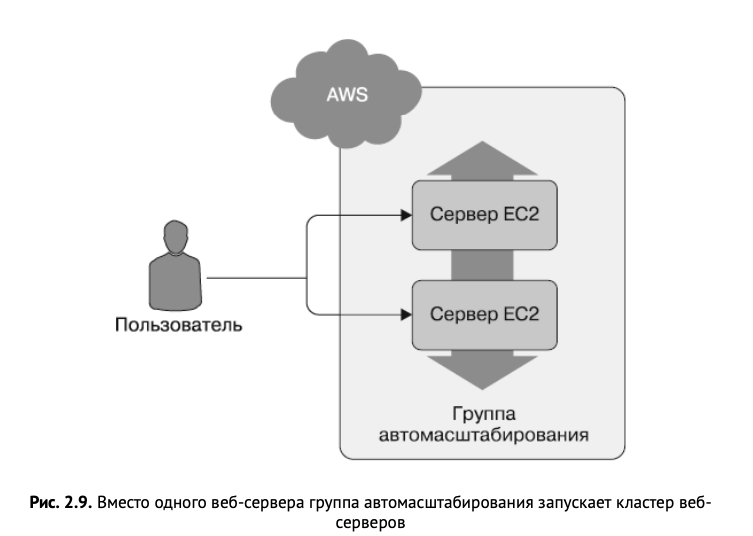 AWS
Сервер EC2
Сервер EC2
Пользователь
Группа
автомасштабирования
Рис. 2.9. Вместо одного веб-сервера группа автомасштабирования запускает кластер веб-
серверов